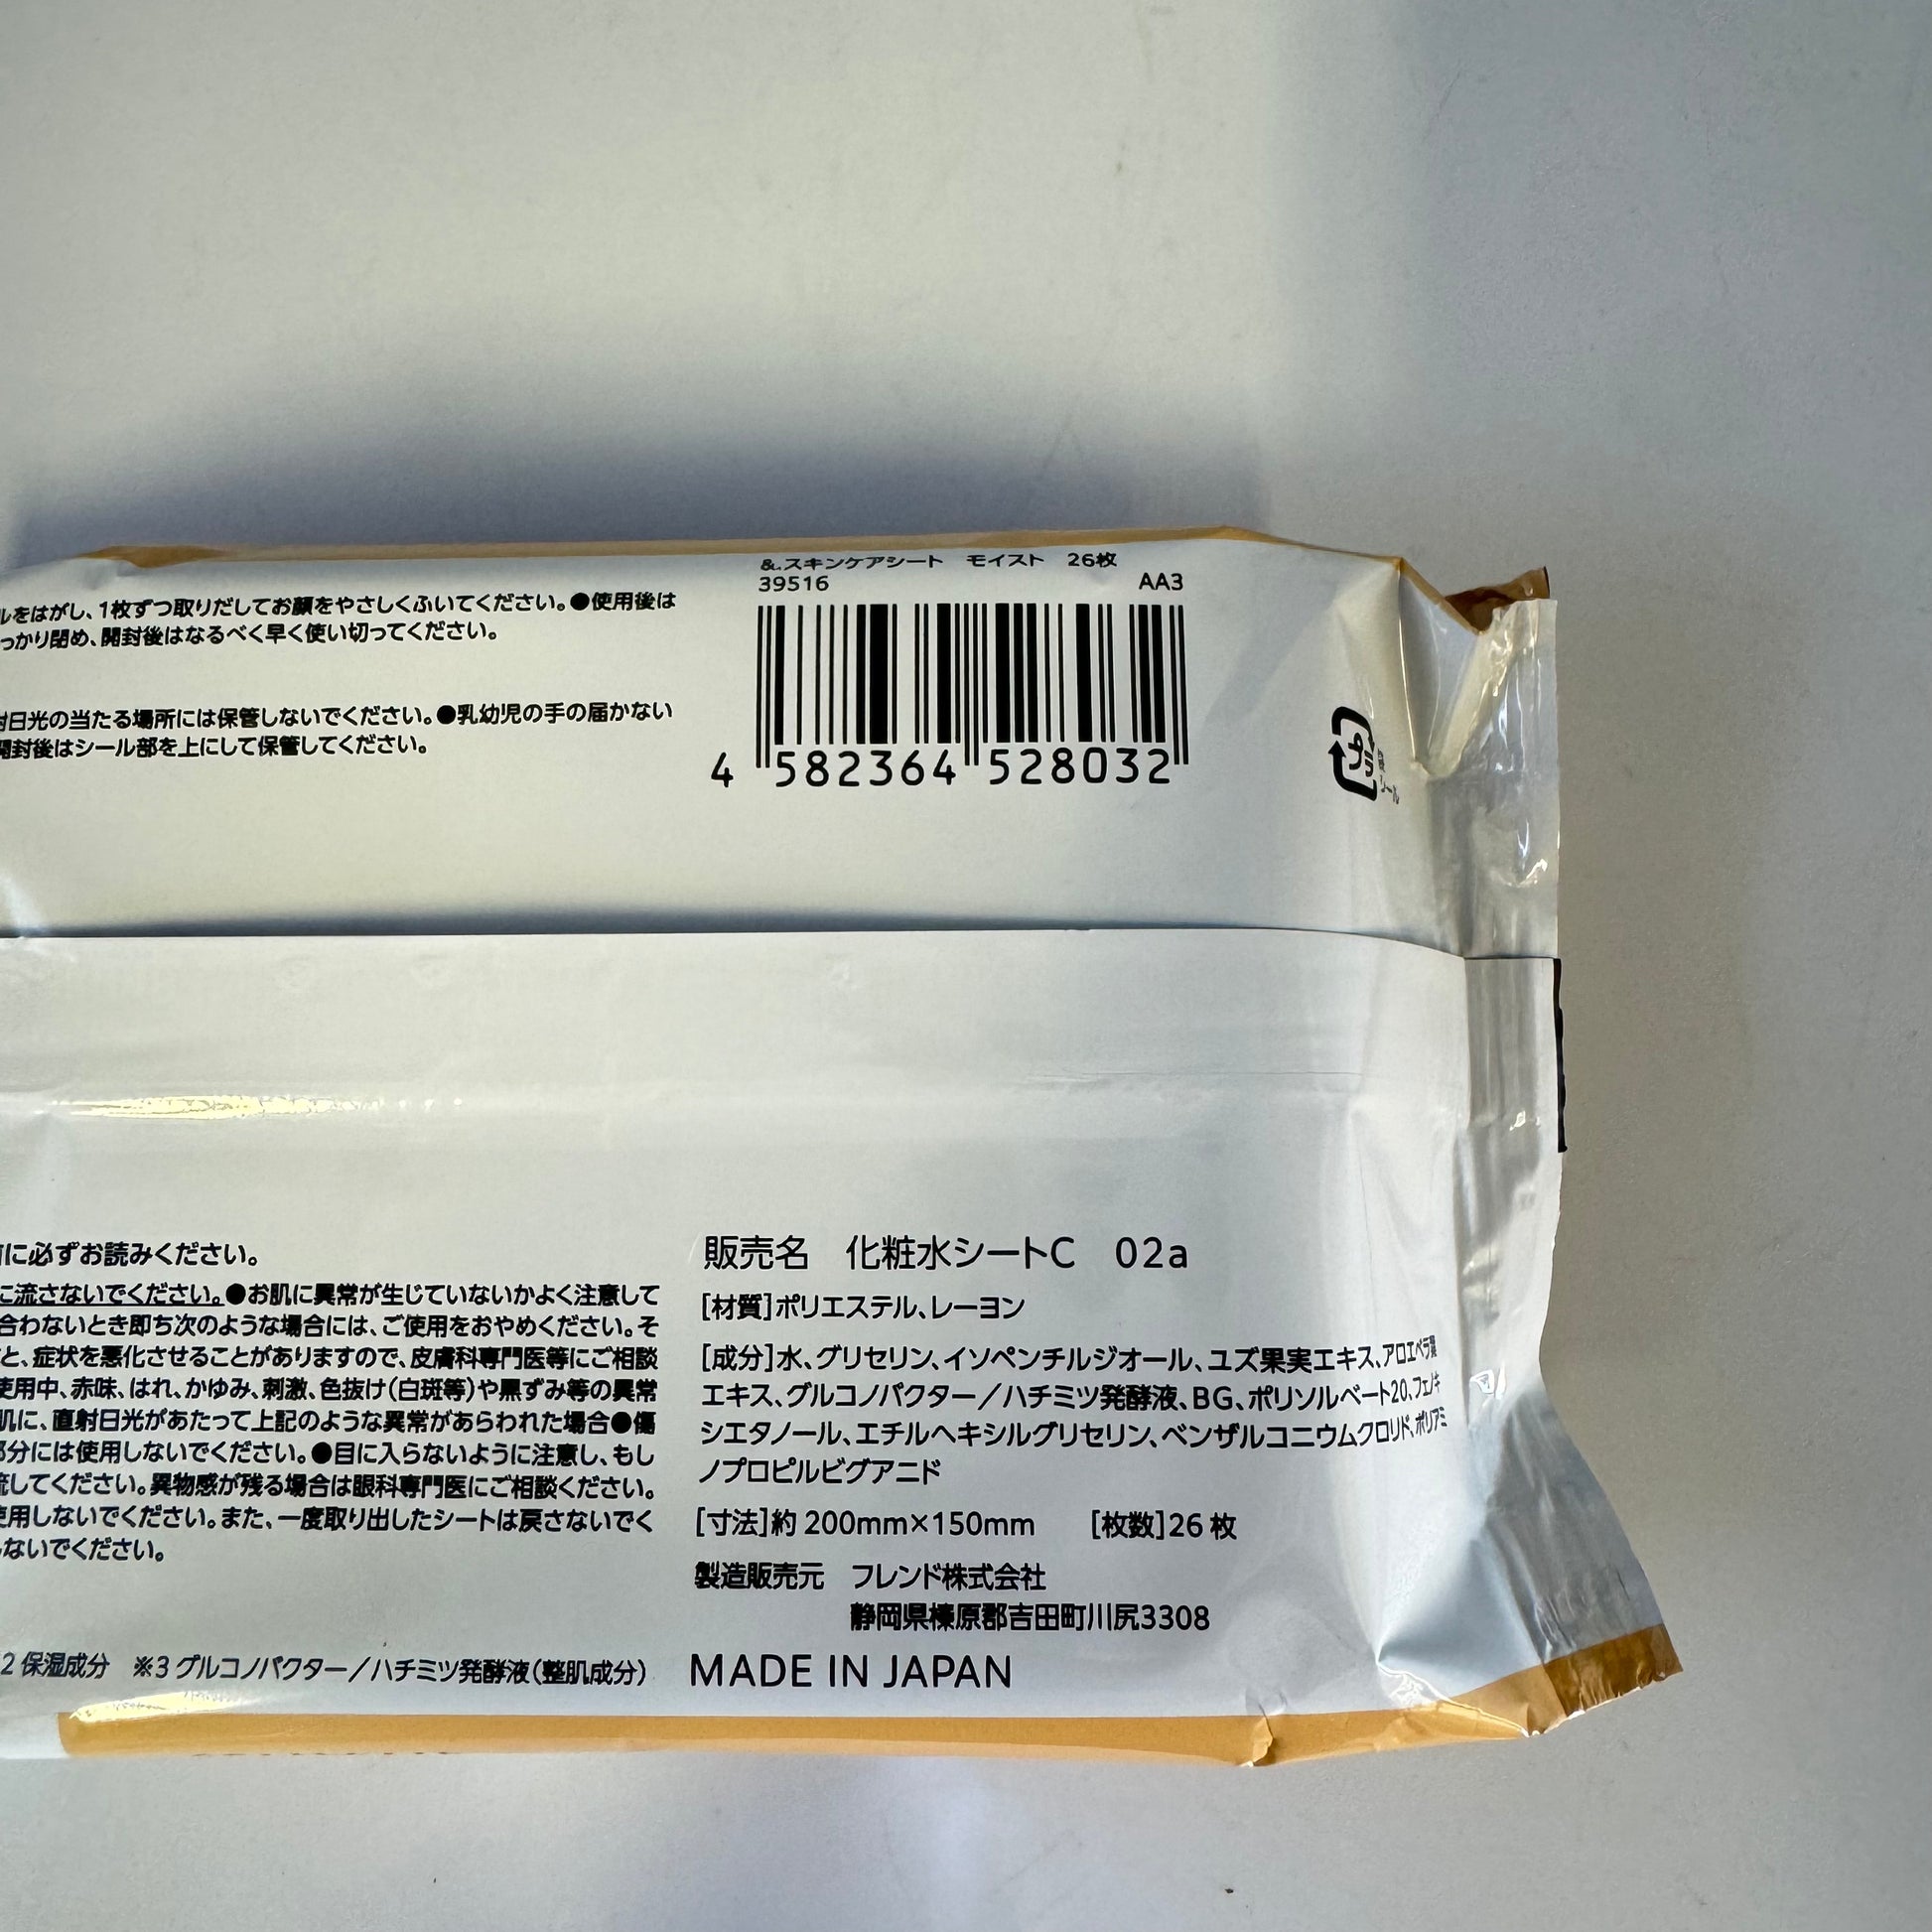 &.スキンケアシート モイスト 26枚
39516 AA3
ルをはがし、1枚ずつ取りだしてお顔をやさしくふいてください。●使用後は
っかり閉め、開封後はなるべく早く使い切ってください。
射日光の当たる場所には保管しないでください。●乳幼児の手の届かない
開封後はシール部を上にして保管してください。
4 582364 528032
プラ
に必ずお読みください。
に流さないでください。●お肌に異常が生じていないかよく注意して
合わないとき即ち次のような場合には、ご使用をおやめください。そ
と、症状を悪化させることがありますので、皮膚科専門医等にご相談
使用中、赤味、はれ、かゆみ、刺激、色抜け(白斑等)や黒ずみ等の異常
肌に、直射日光があたって上記のような異常があらわれた場合●傷
部分には使用しないでください。●目に入らないように注意し、もし
流してください。異物感が残る場合は眼科専門医にご相談ください。
使用しないでください。また、一度取り出したシートは戻さないでく
ないでください。
2 保湿成分 ※3 グルコノバクター/ハチミツ発酵液(整肌成分)
販売名 化粧水シートC 02a
[材質]ポリエステル、レーヨン
[成分]水、グリセリン、イソペンチルジオール、ユズ果実エキス、アロエベラ葉
エキス、グルコノバクター/ハチミツ発酵液、BG、ポリソルベート20、フェノキ
シエタノール、エチルヘキシルグリセリン、ベンザルコニウムクロリド、ポリアミ
ノプロピルビグアニド
[寸法]約 200mm×150mm [枚数]26 枚
製造販売元 フレンド株式会社
静岡県榛原郡吉田町川尻3308
MADE IN JAPAN